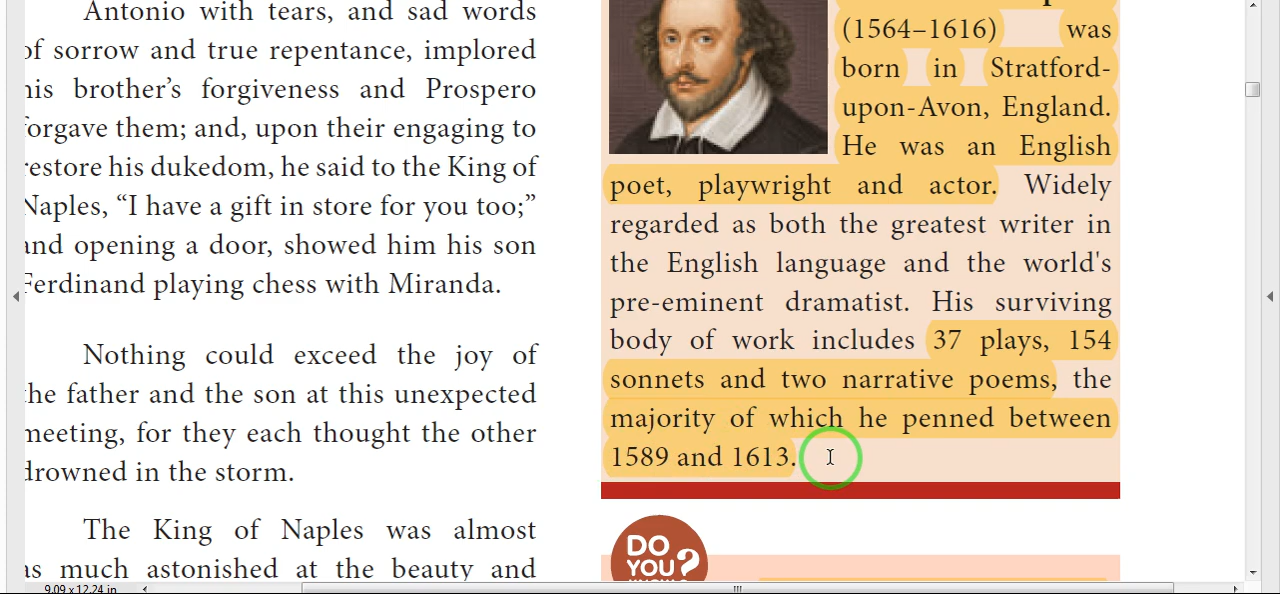 Antonio with tears, and sad words
of sorrow and true repentance, implored
his brother's forgiveness and Prospero
forgave them; and, upon their engaging to
restore his dukedom, he said to the King of
Naples, “I have a gift in store for you too;”
and opening a door, showed him his son
Ferdinand playing chess with Miranda.
Nothing could exceed the joy of
the father and the son at this unexpected
meeting, for they each thought the other
drowned in the storm.
The King of Naples was almost
as much astonished at the beauty and
(1564–1616) was
born in Stratford-
upon-Avon, England.
He was an English
poet, playwright and actor. Widely
regarded as both the greatest writer in
the English language and the world's
pre-eminent dramatist. His surviving
body of work includes 37 plays, 154
sonnets and two narrative poems, the
majority of which he penned between
1589 and 1613.
DO
YOU?
9.09 x 12.24 in